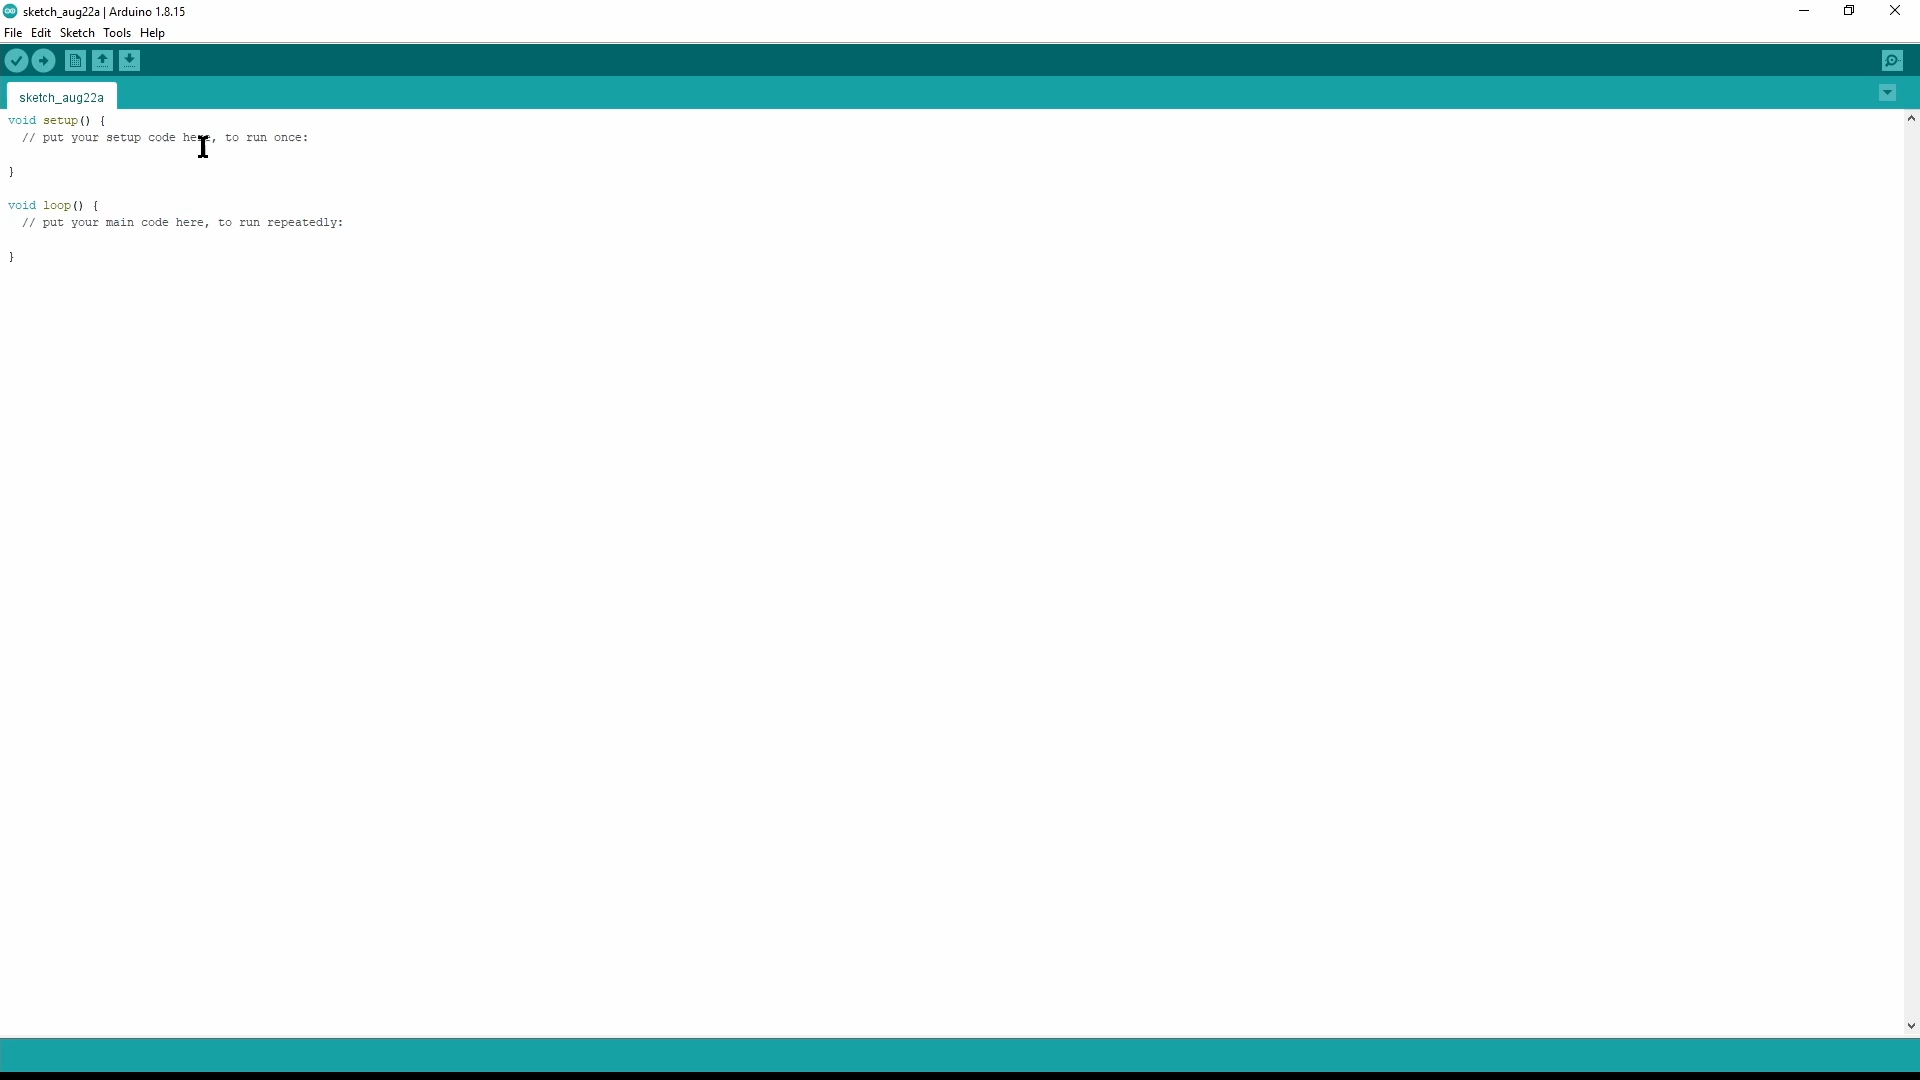 sketch_aug22a | Arduino 1.8.15
File Edit Sketch Tools Help
sketch_aug22a
void setup() {
  // put your setup code here, to run once:
}
void loop() {
  // put your main code here, to run repeatedly:
}